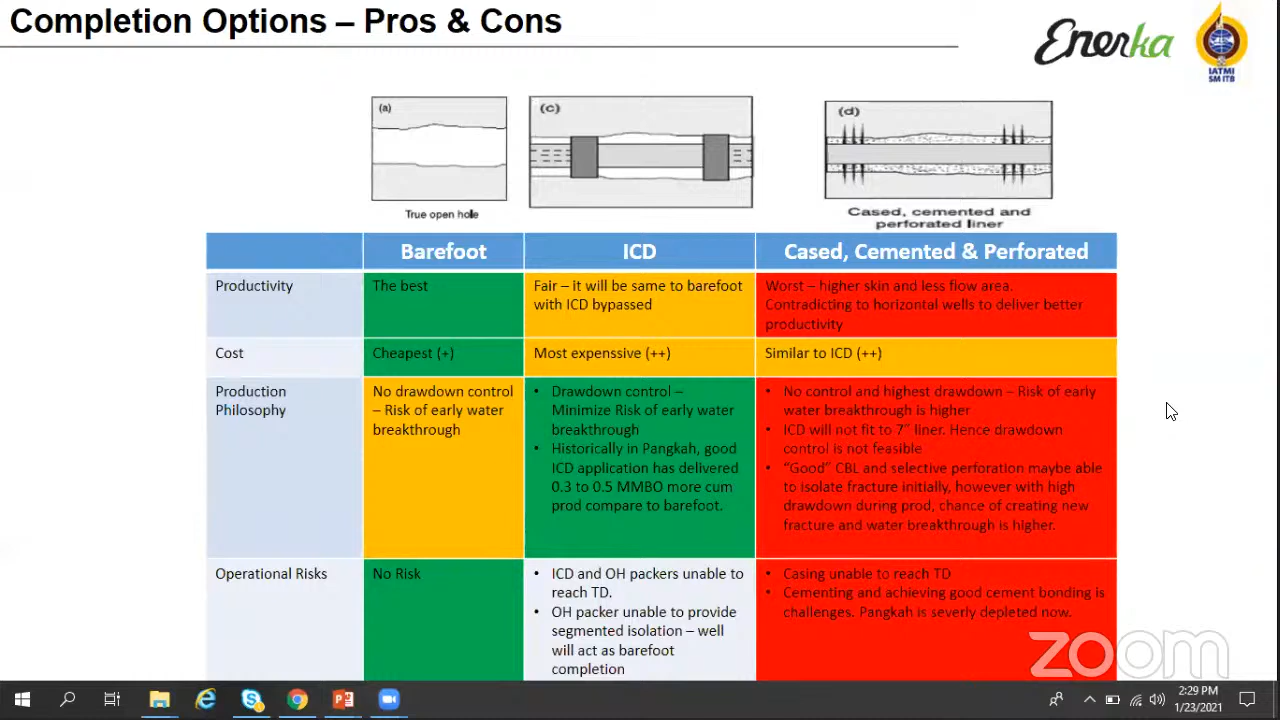 Completion Options – Pros & Cons
Enerka
IATMI
SM ITB
(a)
(c)
(d)
True open hole
Cased, cemented and
perforated liner
Barefoot
ICD
Cased, Cemented & Perforated
Productivity
The best
Fair – it will be same to barefoot
with ICD bypassed
Worst – higher skin and less flow area.
Contradicting to horizontal wells to deliver better
productivity
Cost
Cheapest (+)
Most expenssive (++)
Similar to ICD (++)
Production
Philosophy
No drawdown control
– Risk of early water
breakthrough
• Drawdown control –
Minimize Risk of early water
breakthrough
• Historically in Pangkah, good
ICD application has delivered
0.3 to 0.5 MMBO more cum
prod compare to barefoot.
• No control and highest drawdown – Risk of early
water breakthrough is higher
• ICD will not fit to 7" liner. Hence drawdown
control is not feasible
• "Good" CBL and selective perforation maybe able
to isolate fracture initially, however with high
drawdown during prod, chance of creating new
fracture and water breakthrough is higher.
Operational Risks
No Risk
• ICD and OH packers unable to
reach TD.
• OH packer unable to provide
segmented isolation – well
will act as barefoot
completion
• Casing unable to reach TD
• Cementing and achieving good cement bonding is
challenges. Pangkah is severly depleted now.
zoom
2:29 PM
1/23/2021